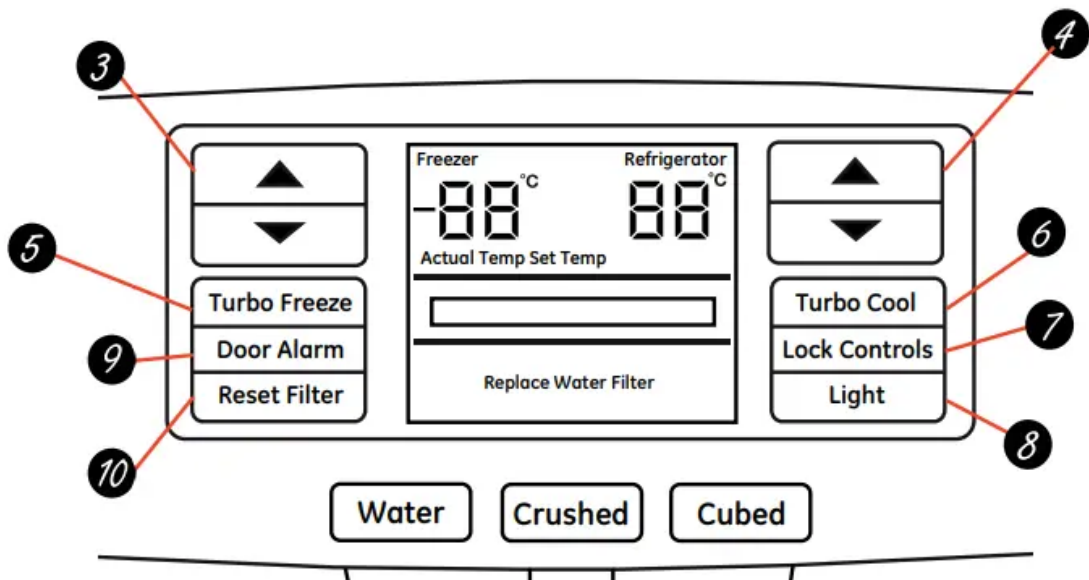 3
4
Freezer Refrigerator
-88°C 88°C
Actual Temp Set Temp
5
6
Turbo Freeze
Turbo Cool
7
9
Door Alarm
Lock Controls
Reset Filter
Replace Water Filter
Light
8
10
Water Crushed Cubed